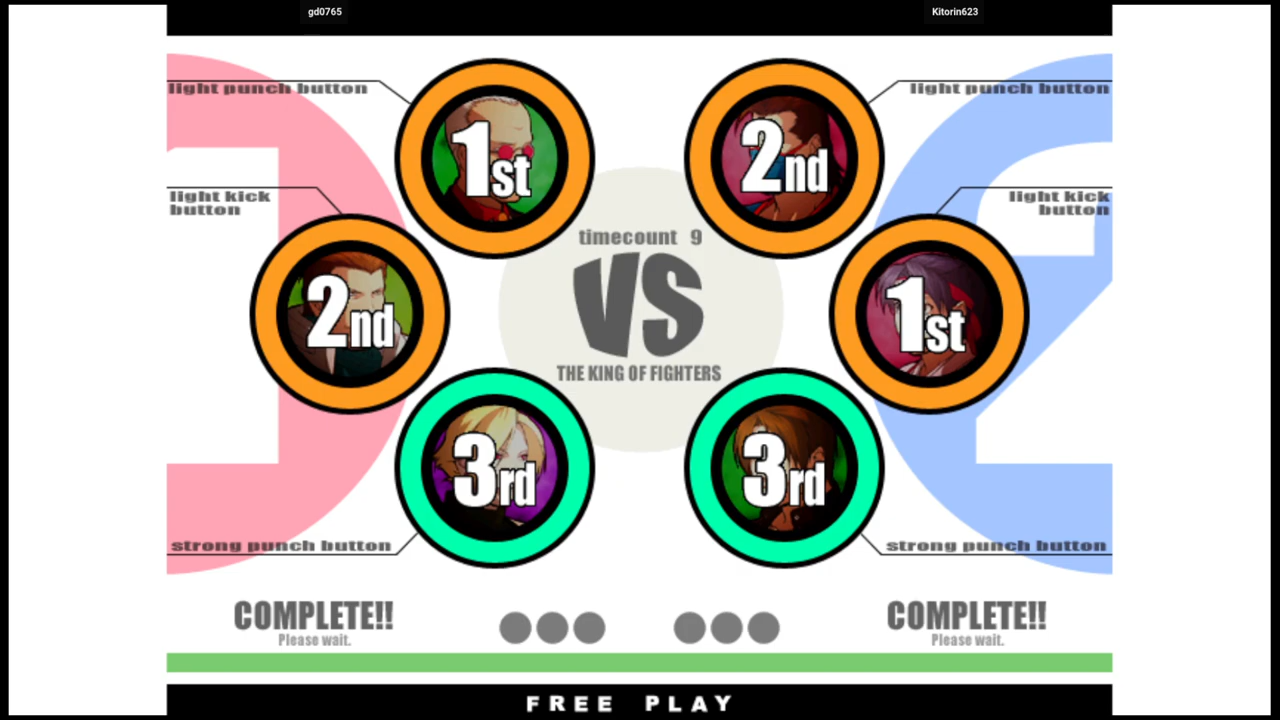 gd0765
Kitorin623
light punch button
light punch button
1st
2nd
light kick
button
light kick
button
timecount 9
VS
THE KING OF FIGHTERS
2nd
1st
3rd
3rd
strong punch button
strong punch button
COMPLETE!!
Please wait.
COMPLETE!!
Please wait.
FREE PLAY